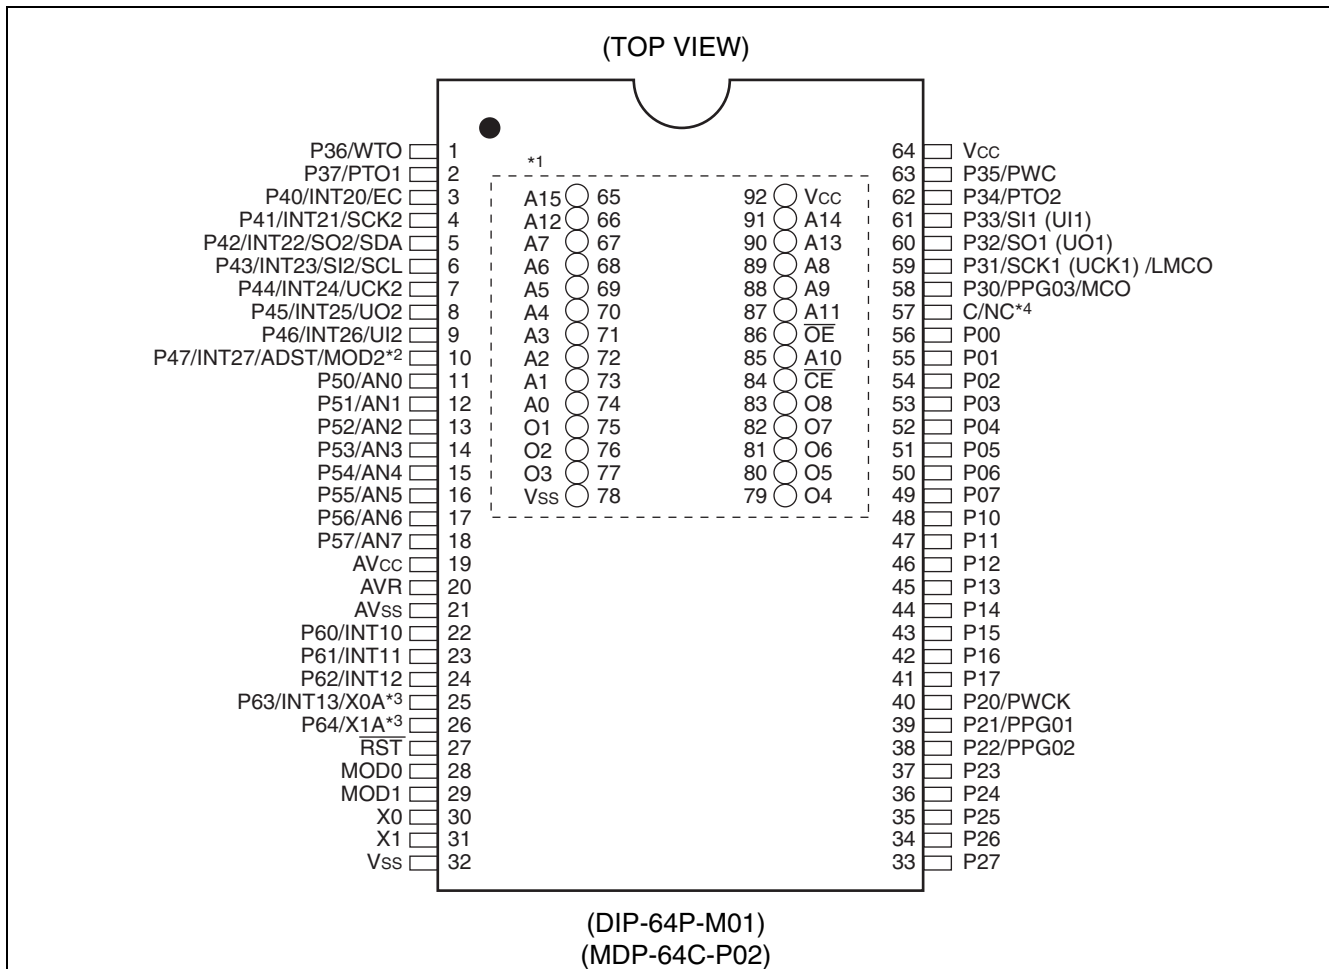 (TOP VIEW)
P36/WTO 1 64 Vcc
P37/PTO1 2 *1 63 P35/PWC
P40/INT20/EC 3 A15 65 92 Vcc 62 P34/PTO2
P41/INT21/SCK2 4 A12 66 91 A14 61 P33/SI1 (UI1)
P42/INT22/SO2/SDA 5 A7 67 90 A13 60 P32/SO1 (UO1)
P43/INT23/SI2/SCL 6 A6 68 89 A8 59 P31/SCK1 (UCK1) /LMCO
P44/INT24/UCK2 7 A5 69 88 A9 58 P30/PPG03/MCO
P45/INT25/UO2 8 A4 70 87 A11 57 C/NC*4
P46/INT26/UI2 9 A3 71 86 O̅E̅ 56 P00
P47/INT27/ADST/MOD2*2 10 A2 72 85 A10 55 P01
P50/AN0 11 A1 73 84 C̅E̅ 54 P02
P51/AN1 12 A0 74 83 O8 53 P03
P52/AN2 13 O1 75 82 O7 52 P04
P53/AN3 14 O2 76 81 O6 51 P05
P54/AN4 15 O3 77 80 O5 50 P06
P55/AN5 16 Vss 78 79 O4 49 P07
P56/AN6 17 48 P10
P57/AN7 18 47 P11
AVcc 19 46 P12
AVR 20 45 P13
AVss 21 44 P14
P60/INT10 22 43 P15
P61/INT11 23 42 P16
P62/INT12 24 41 P17
P63/INT13/X0A*3 25 40 P20/PWCK
P64/X1A*3 26 39 P21/PPG01
R̅S̅T̅ 27 38 P22/PPG02
MOD0 28 37 P23
MOD1 29 36 P24
X0 30 35 P25
X1 31 34 P26
Vss 32 33 P27
(DIP-64P-M01)
(MDP-64C-P02)